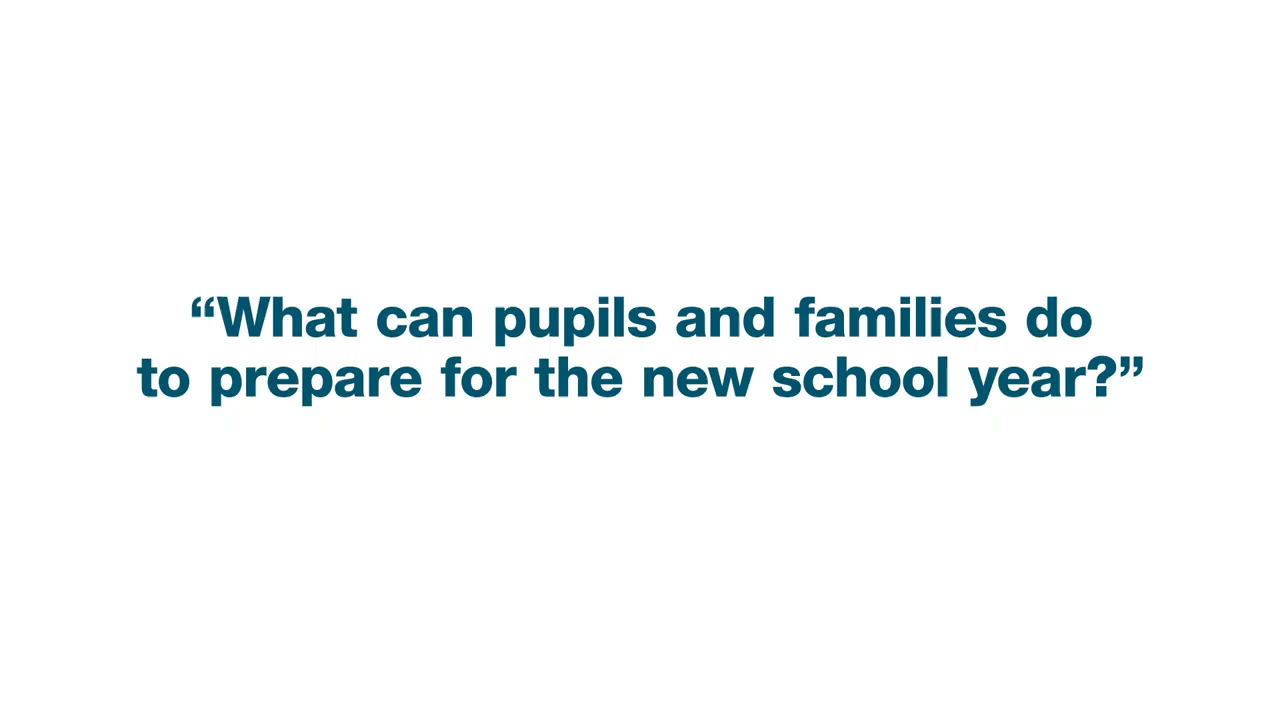 “What can pupils and families do
to prepare for the new school year?”